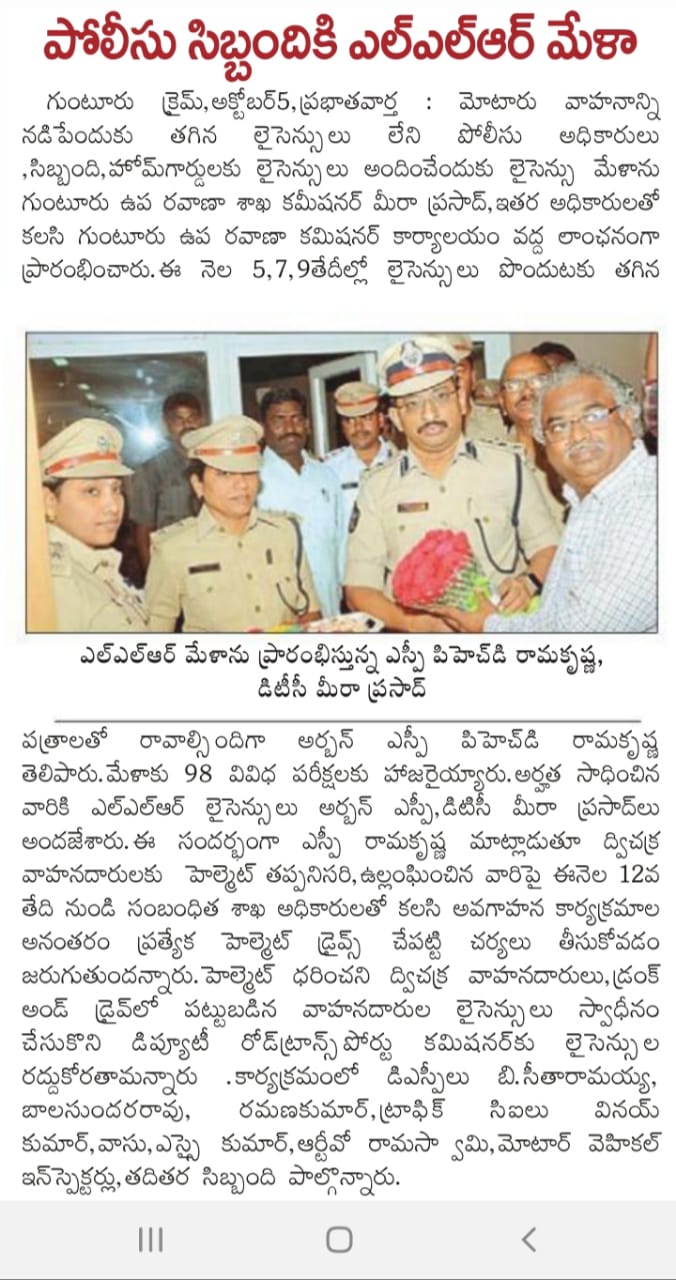 పోలీసు సిబ్బందికి ఎల్ఎల్ఆర్ మేళా
గుంటూరు క్రైమ్,అక్టోబర్5,ప్రభాతవార్త : మోటారు వాహనాన్ని
నడిపేందుకు తగిన లైసెన్సులు లేని పోలీసు అధికారులు
,సిబ్బంది,హోమ్‌గార్డులకు లైసెన్సులు అందించేందుకు లైసెన్సు మేళాను
గుంటూరు ఉప రవాణా శాఖ కమీషనర్ మీరా ప్రసాద్,ఇతర అధికారులతో
కలసి గుంటూరు ఉప రవాణా కమిషనర్ కార్యాలయం వద్ద లాంఛనంగా
ప్రారంభించారు.ఈ నెల 5,7,9తేదీల్లో లైసెన్సులు పొందుటకు తగిన
ఎల్ఎల్ఆర్ మేళాను ప్రారంభిస్తున్న ఎస్పీ పిహెచ్‌డి రామకృష్ణ,
డిటీసీ మీరా ప్రసాద్
పత్రాలతో రావాల్సిందిగా అర్బన్ ఎస్పీ పిహెచ్‌డి రామకృష్ణ
తెలిపారు.మేళాకు 98 వివిధ పరీక్షలకు హాజరైయ్యారు.అర్హత సాధించిన
వారికి ఎల్ఎల్ఆర్ లైసెన్సులు అర్బన్ ఎస్పీ,డిటిసీ మీరా ప్రసాద్‌లు
అందజేశారు.ఈ సందర్భంగా ఎస్పీ రామకృష్ణ మాట్లాడుతూ ద్విచక్ర
వాహనదారులకు హెల్మెట్ తప్పనిసరి,ఉల్లంఘించిన వారిపై ఈనెల 12వ
తేది నుండి సంబంధిత శాఖ అధికారులతో కలసి అవగాహన కార్యక్రమాల
అనంతరం ప్రత్యేక హెల్మెట్ డ్రైవ్స్ చేపట్టి చర్యలు తీసుకోవడం
జరుగుతుందన్నారు.హెల్మెట్ ధరించని ద్విచక్ర వాహనదారులు,డ్రంక్
అండ్ డ్రైవ్‌లో పట్టుబడిన వాహనదారుల లైసెన్సులు స్వాధీనం
చేసుకొని డిప్యూటీ రోడ్‌ట్రాన్స్‌పోర్టు కమిషనర్‌కు లైసెన్సుల
రద్దుకోరతామన్నారు .కార్యక్రమంలో డిఎస్పీలు బి.సీతారామయ్య,
బాలసుందరరావు, రమణకుమార్,ట్రాఫిక్ సిఐలు వినయ్
కుమార్,వాసు,ఎస్సై కుమార్,ఆర్టీవో రామసా ్వమి,మోటార్ వెహికల్
ఇన్‌స్పెక్టర్లు,తదితర సిబ్బంది పాల్గొన్నారు.